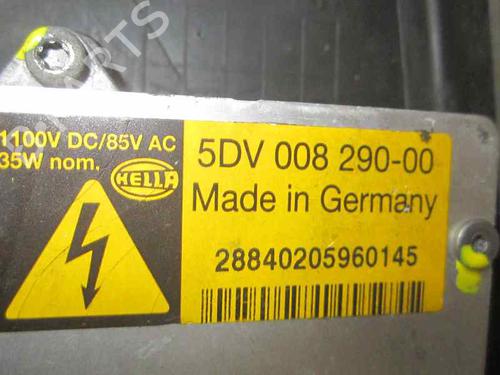 1100V DC/85V AC
35W nom.
HELLA
5DV 008 290-00
Made in Germany
28840205960145